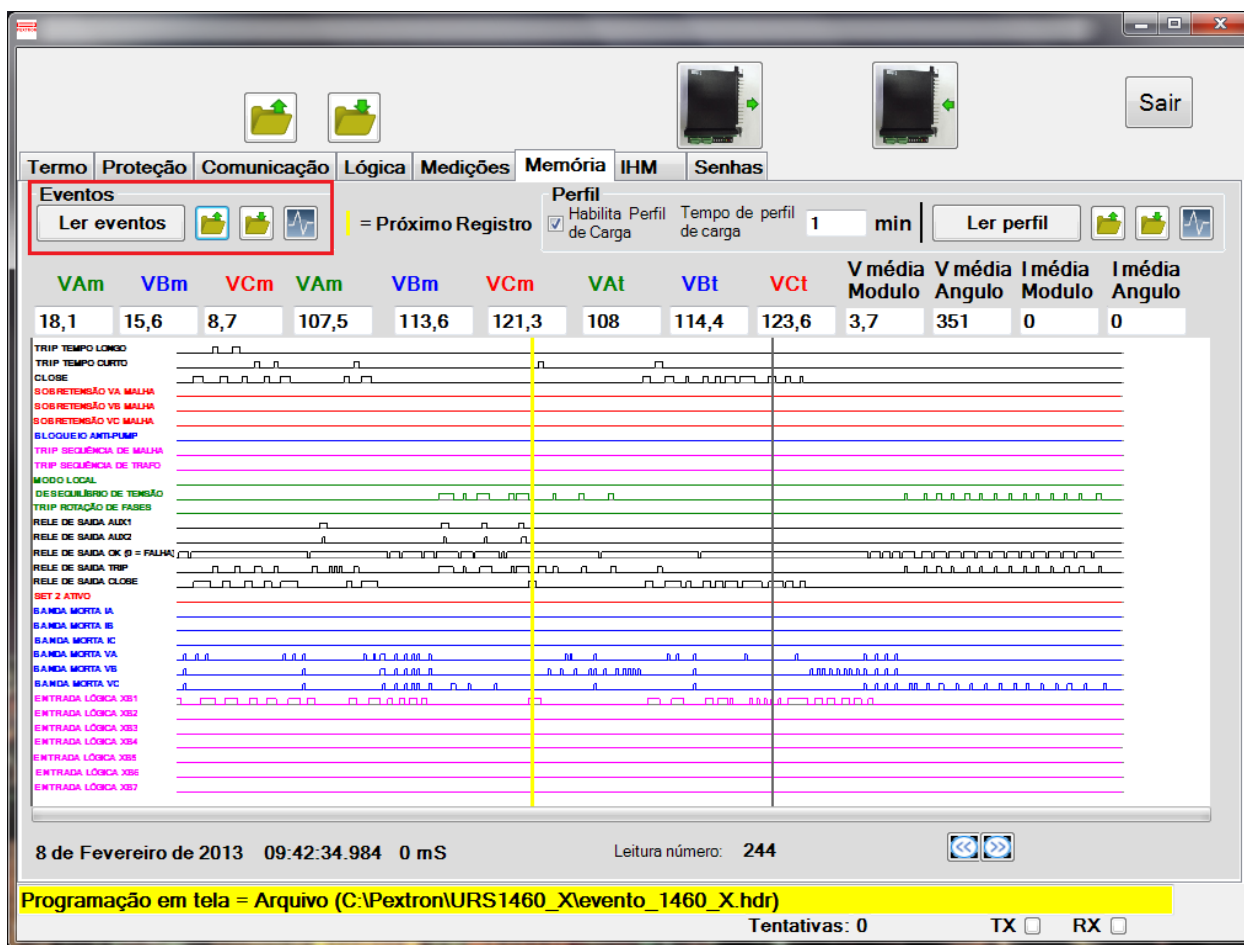 Sair
Termo Proteção Comunicação Lógica Medições Memória IHM Senhas
Eventos
Ler eventos
= Próximo Registro
Perfil
Habilita Perfil de Carga
Tempo de perfil de carga
1 min
Ler perfil
VAm VBm VCm VAm VBm VCm VAt VBt VCt V média Modulo V média Angulo I média Modulo I média Angulo
18,1 15,6 8,7 107,5 113,6 121,3 108 114,4 123,6 3,7 351 0 0
TRIP TEMPO LONGO
TRIP TEMPO CURTO
CLOSE
SOBRETENSÃO VA MALHA
SOBRETENSÃO VB MALHA
SOBRETENSÃO VC MALHA
BLOQUEIO ANTI-PUMP
TRIP SEQUÊNCIA DE MALHA
TRIP SEQUÊNCIA DE TRAFO
MODO LOCAL
DESEQUILÍBRIO DE TENSÃO
TRIP ROTAÇÃO DE FASES
RELE DE SAIDA AUX1
RELE DE SAIDA AUX2
RELE DE SAIDA OK (0 = FALHA)
RELE DE SAIDA TRIP
RELE DE SAIDA CLOSE
SET 2 ATIVO
BANDA MORTA IA
BANDA MORTA IB
BANDA MORTA IC
BANDA MORTA VA
BANDA MORTA VB
BANDA MORTA VC
ENTRADA LÓGICA XB1
ENTRADA LÓGICA XB2
ENTRADA LÓGICA XB3
ENTRADA LÓGICA XB4
ENTRADA LÓGICA XB5
ENTRADA LÓGICA XB6
ENTRADA LÓGICA XB7
8 de Fevereiro de 2013 09:42:34.984 0 mS
Leitura número: 244
Programação em tela = Arquivo (C:\Pextron\URS1460_X\evento_1460_X.hdr)
Tentativas: 0 TX RX